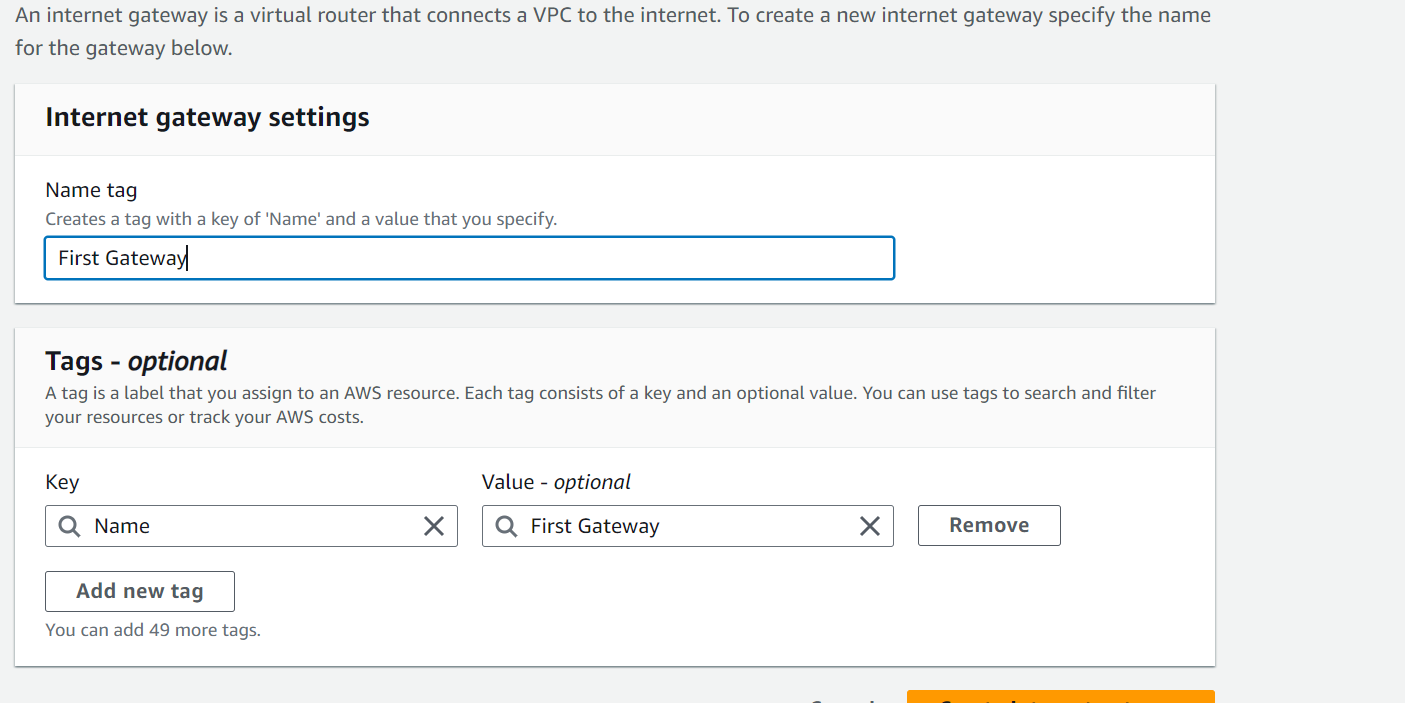 An internet gateway is a virtual router that connects a VPC to the internet. To create a new internet gateway specify the name
for the gateway below.
Internet gateway settings
Name tag
Creates a tag with a key of 'Name' and a value that you specify.
First Gateway
Tags - optional
A tag is a label that you assign to an AWS resource. Each tag consists of a key and an optional value. You can use tags to search and filter
your resources or track your AWS costs.
Key
Value - optional
Name
First Gateway
Remove
Add new tag
You can add 49 more tags.